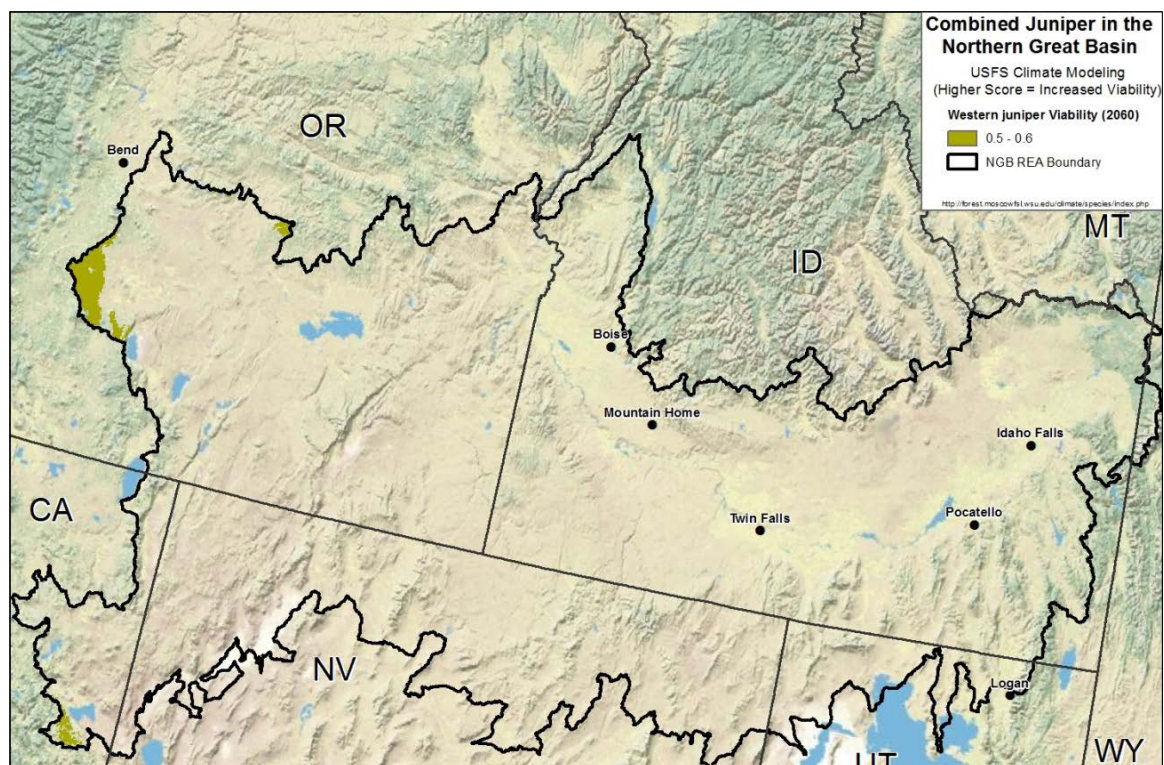 Combined Juniper in the
Northern Great Basin
USFS Climate Modeling
(Higher Score = Increased Viability)
Western juniper Viability (2060)
0.5 - 0.6
NGB REA Boundary
http://forest.moscowfsl.wsu.edu/climate/species/index.php
OR
Bend
MT
ID
Boise
Mountain Home
Idaho Falls
CA
Twin Falls
Pocatello
NV
Logan
WY
UT